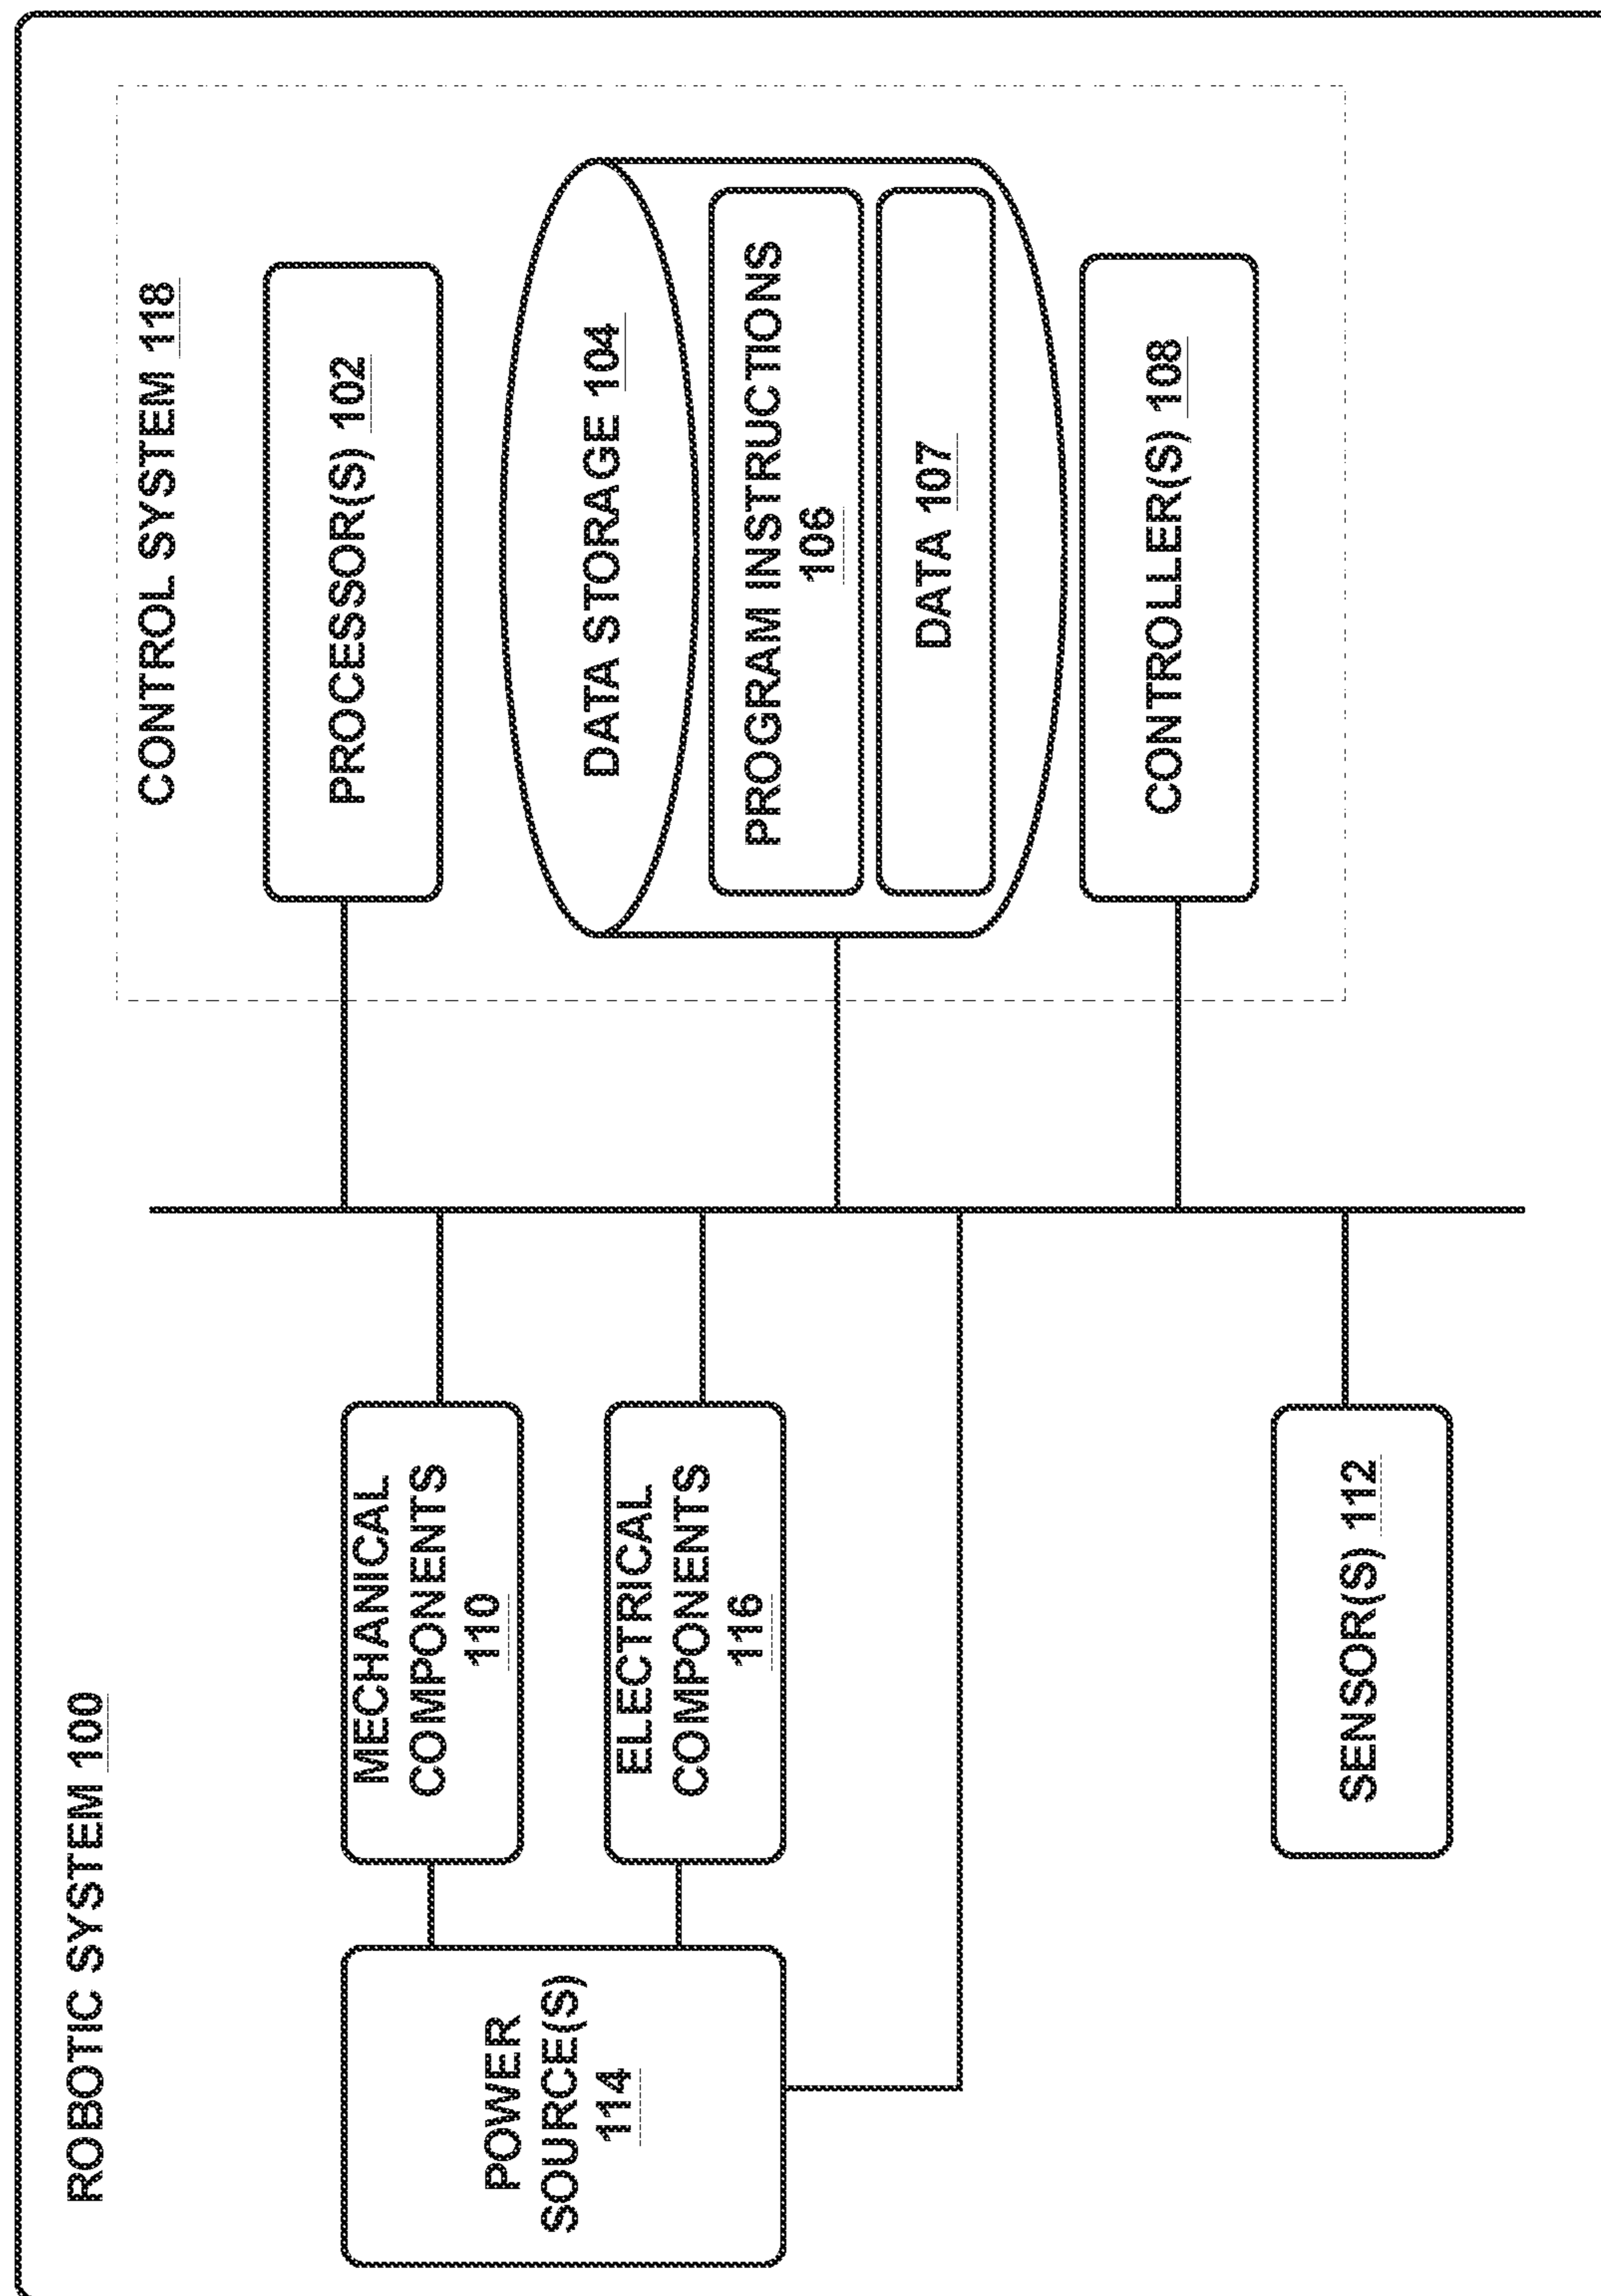 ROBOTIC SYSTEM 100
CONTROL SYSTEM 118
PROCESSOR(S) 102
DATA STORAGE 104
PROGRAM INSTRUCTIONS
106
DATA 107
CONTROLLER(S) 108
MECHANICAL
COMPONENTS
110
ELECTRICAL
COMPONENTS
116
POWER
SOURCE(S)
114
SENSOR(S) 112